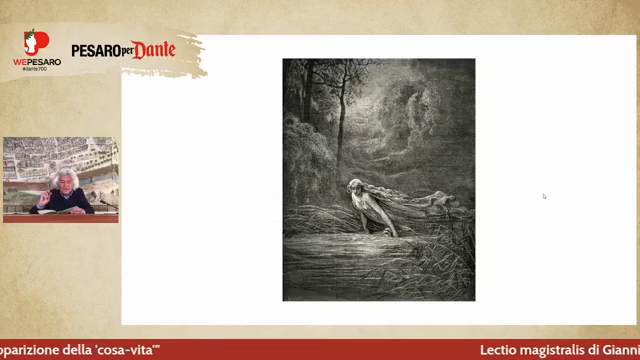 WEPESARO
#dante700
PESARO per Dante
pparizione della 'cosa-vita'"
Lectio magistralis di Gianni